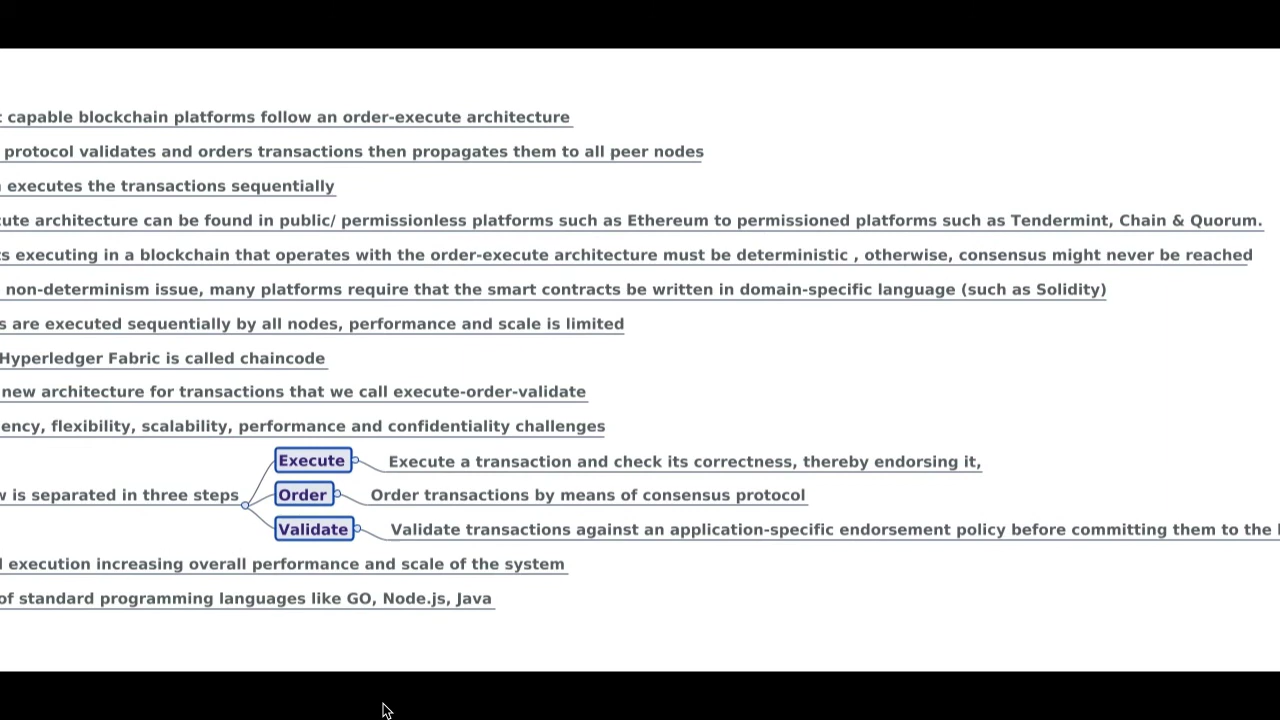 capable blockchain platforms follow an order-execute architecture
protocol validates and orders transactions then propagates them to all peer nodes
executes the transactions sequentially
cute architecture can be found in public/ permissionless platforms such as Ethereum to permissioned platforms such as Tendermint, Chain & Quorum.
ts executing in a blockchain that operates with the order-execute architecture must be deterministic , otherwise, consensus might never be reached
non-determinism issue, many platforms require that the smart contracts be written in domain-specific language (such as Solidity)
s are executed sequentially by all nodes, performance and scale is limited
Hyperledger Fabric is called chaincode
new architecture for transactions that we call execute-order-validate
ency, flexibility, scalability, performance and confidentiality challenges
Execute Execute a transaction and check its correctness, thereby endorsing it,
w is separated in three steps Order Order transactions by means of consensus protocol
Validate Validate transactions against an application-specific endorsement policy before committing them to the
execution increasing overall performance and scale of the system
of standard programming languages like GO, Node.js, Java